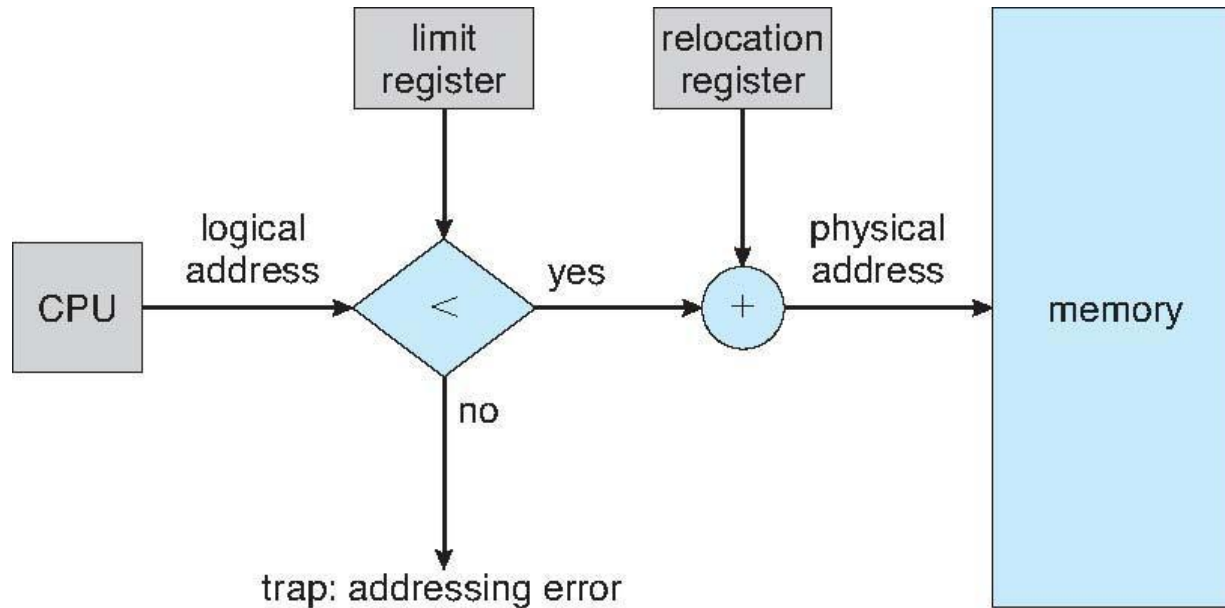 limit
register
relocation
register
logical
address
physical
address
CPU
<
yes
+
memory
no
trap: addressing error